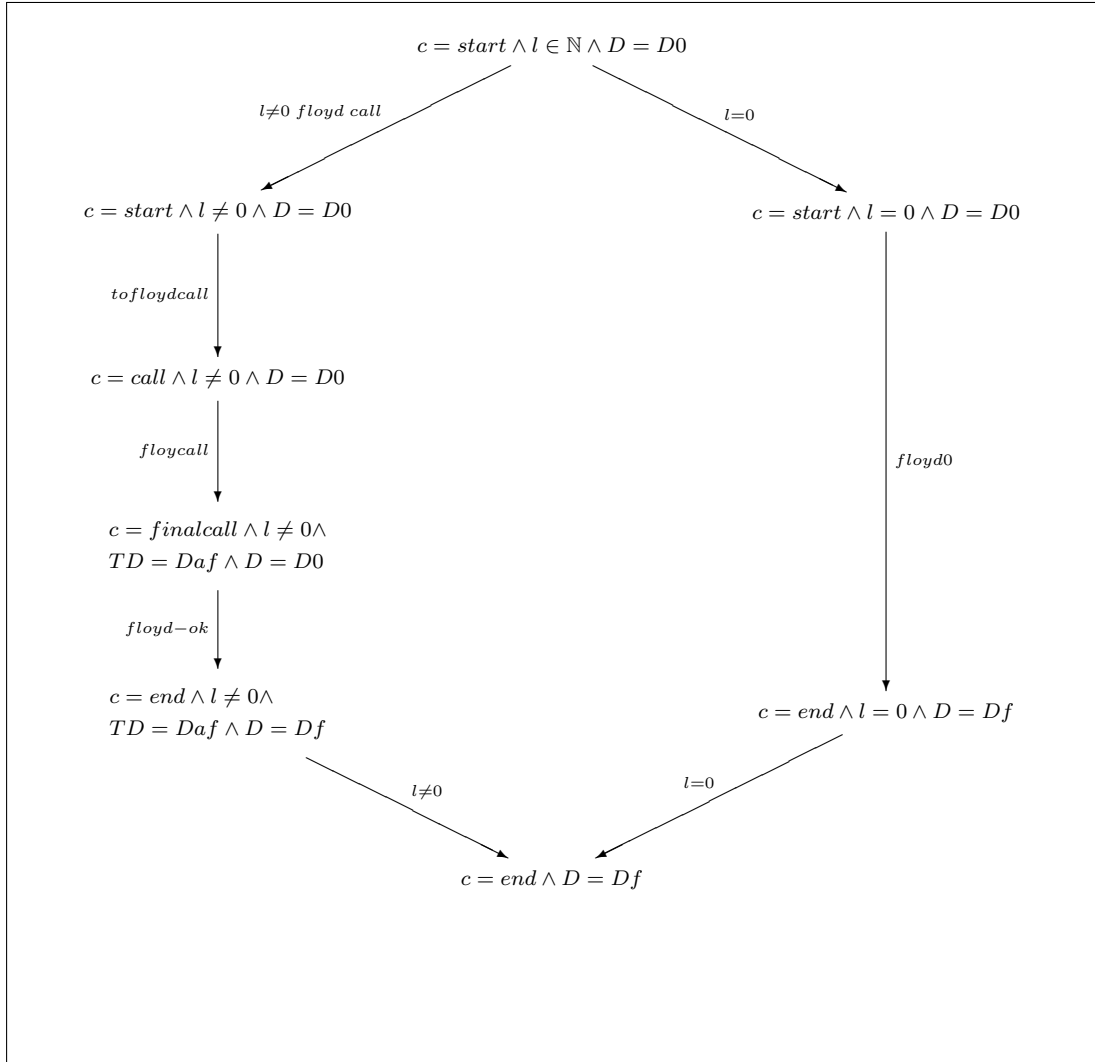 c = start ∧ l ∈ ℕ ∧ D = D0
l≠0 floyd call
l=0
c = start ∧ l ≠ 0 ∧ D = D0
c = start ∧ l = 0 ∧ D = D0
tofloydcall
c = call ∧ l ≠ 0 ∧ D = D0
floycall
floyd0
c = finalcall ∧ l ≠ 0∧
TD = Daf ∧ D = D0
floyd−ok
c = end ∧ l ≠ 0∧
TD = Daf ∧ D = Df
c = end ∧ l = 0 ∧ D = Df
l≠0
l=0
c = end ∧ D = Df